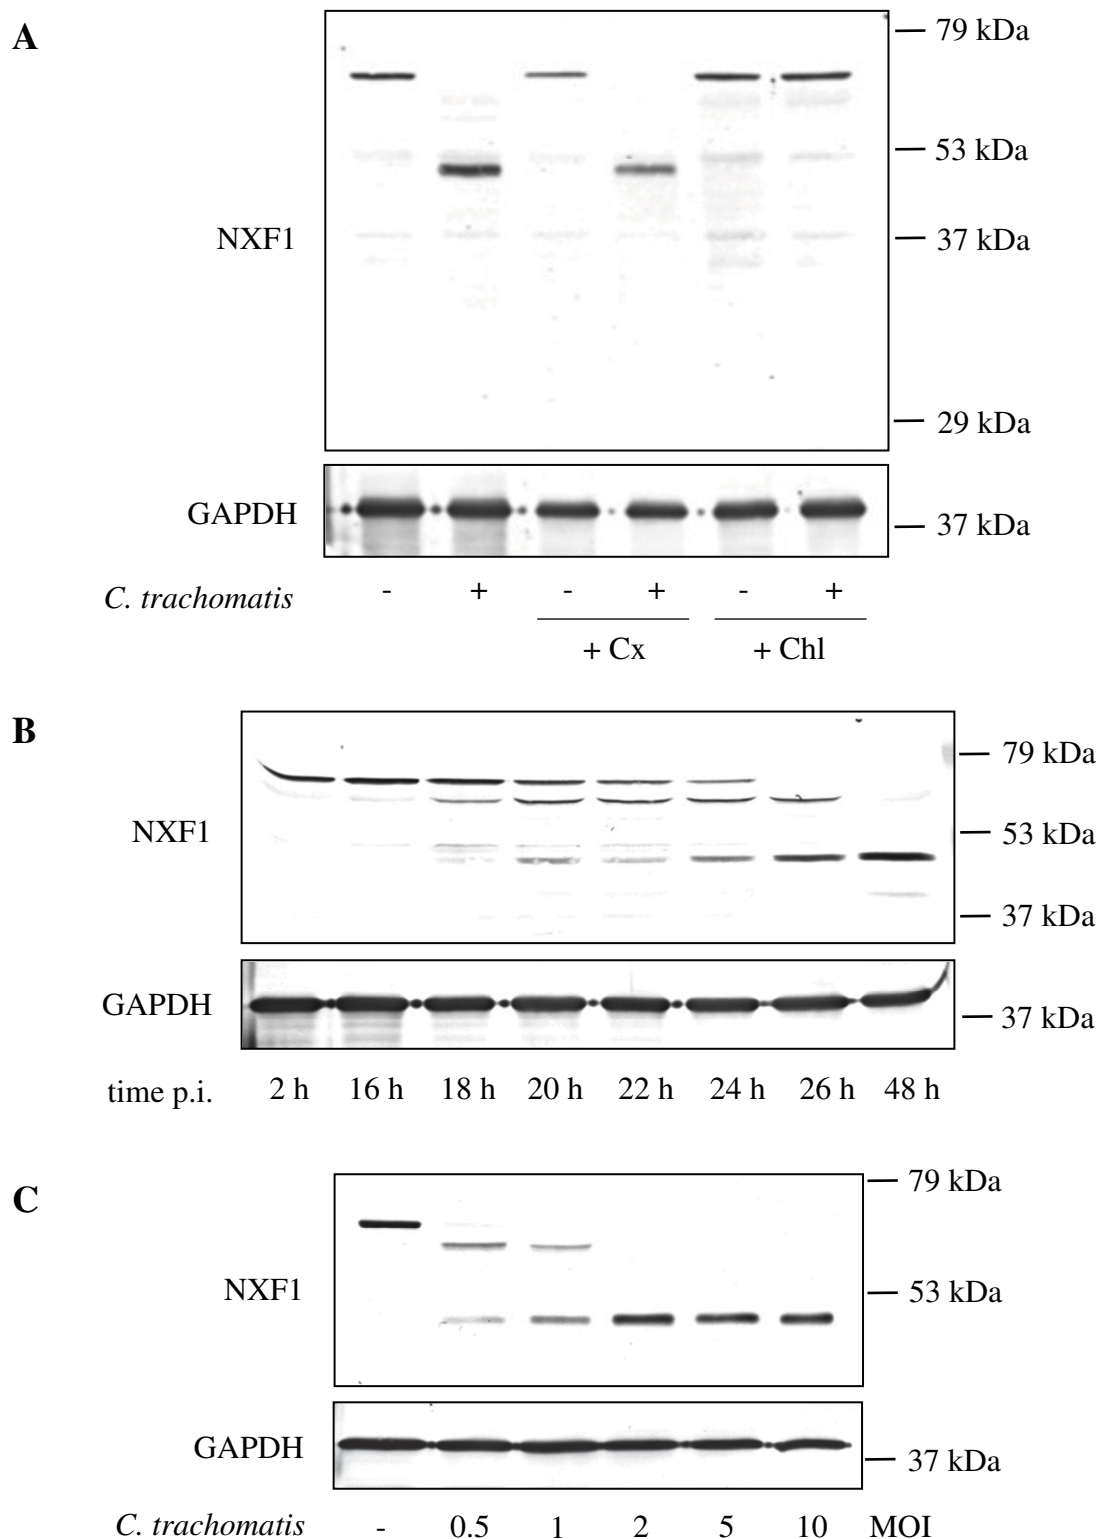 A
79 kDa
53 kDa
NXF1
37 kDa
29 kDa
GAPDH
37 kDa
C. trachomatis - + - + - +
+ Cx + Chl
B
79 kDa
NXF1
53 kDa
37 kDa
GAPDH
37 kDa
time p.i. 2 h 16 h 18 h 20 h 22 h 24 h 26 h 48 h
C
79 kDa
NXF1
53 kDa
GAPDH
37 kDa
C. trachomatis - 0.5 1 2 5 10 MOI